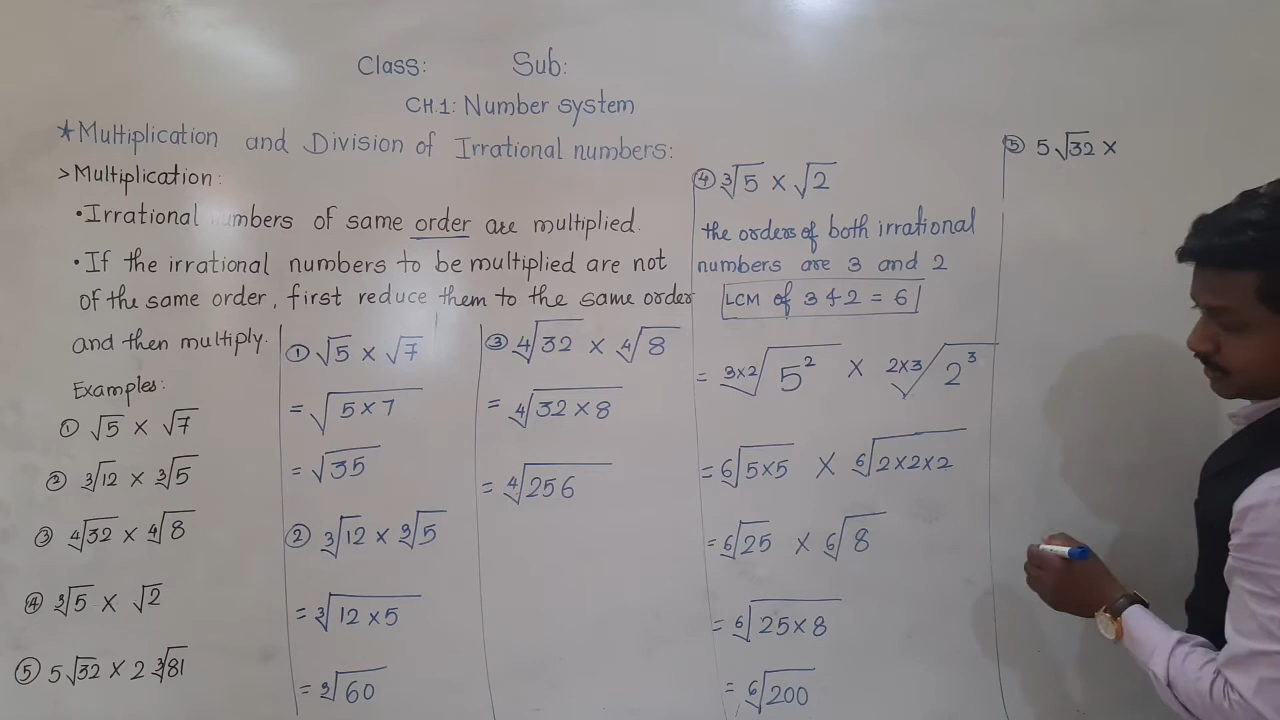 Class: Sub:
CH.1: Number system
★Multiplication and Division of Irrational numbers:
> Multiplication:
• Irrational numbers of same order are multiplied.
• If the irrational numbers to be multiplied are not
of the same order, first reduce them to the same order
and then multiply.
Examples:
① √5 × √7
② ∛12 × ∛5
③ ∜32 × ∜8
④ ∛5 × √2
⑤ 5√32 × 2∛81
① √5 × √7
= √(5×7)
= √35
② ∛12 × ∛5
= ∛(12×5)
= ∛60
③ ∜32 × ∜8
= ∜(32×8)
= ∜256
④ ∛5 × √2
the orders of both irrational
numbers are 3 and 2
LCM of 3 & 2 = 6
= ³ˣ²√5² × ²ˣ³√2³
= ⁶√(5×5) × ⁶√(2×2×2)
= ⁶√25 × ⁶√8
= ⁶√(25×8)
= ⁶√200
⑤ 5√32 ×